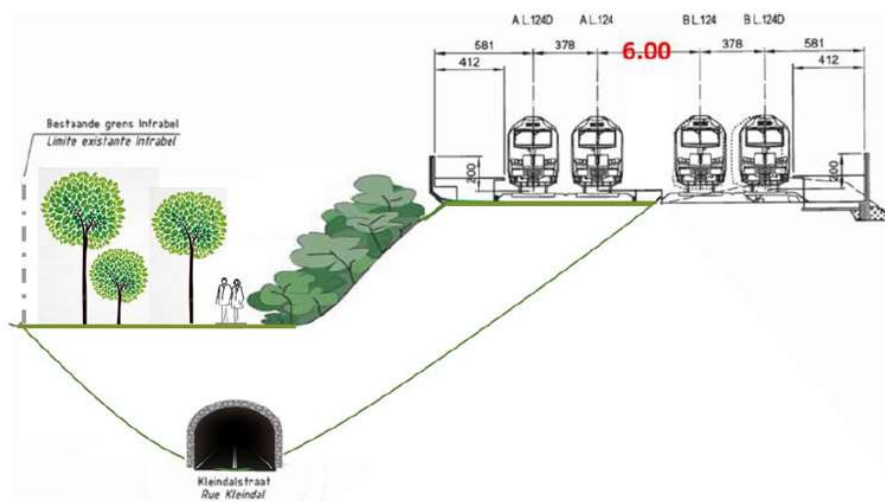 A L.124D A L.124 B L.124 B L.124D
581 378 6.00 378 581
412 412
Bestaande grens Infrabel
Limite existante Infrabel
200 200
Kleindalstraat
Rue Kleindal